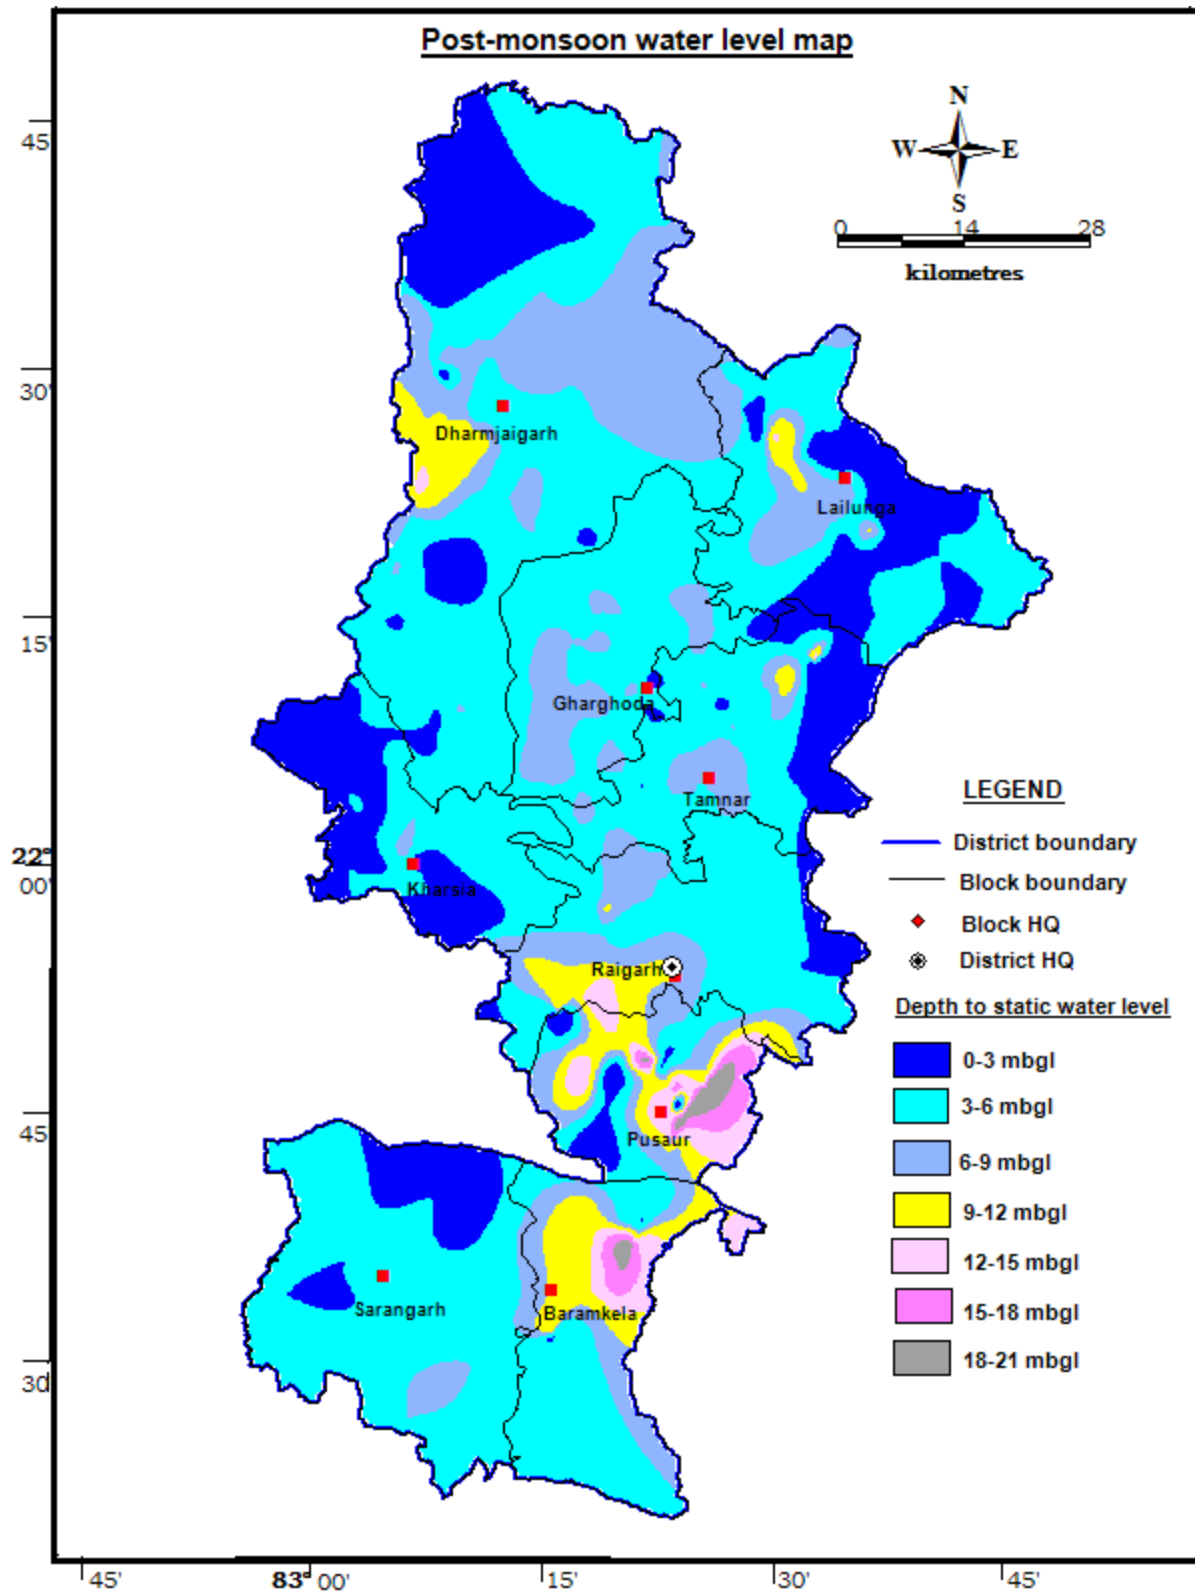 Post-monsoon water level map
N
W E
S
0 14 28
kilometres
45'
30'
15'
22°
00'
45'
30'
Dharmjaigarh
Lailunga
Gharghoda
Tamnar
Kharsia
Raigarh
Pusaur
Sarangarh
Baramkela
LEGEND
District boundary
Block boundary
Block HQ
District HQ
Depth to static water level
0-3 mbgl
3-6 mbgl
6-9 mbgl
9-12 mbgl
12-15 mbgl
15-18 mbgl
18-21 mbgl
45' 83° 00' 15' 30' 45'